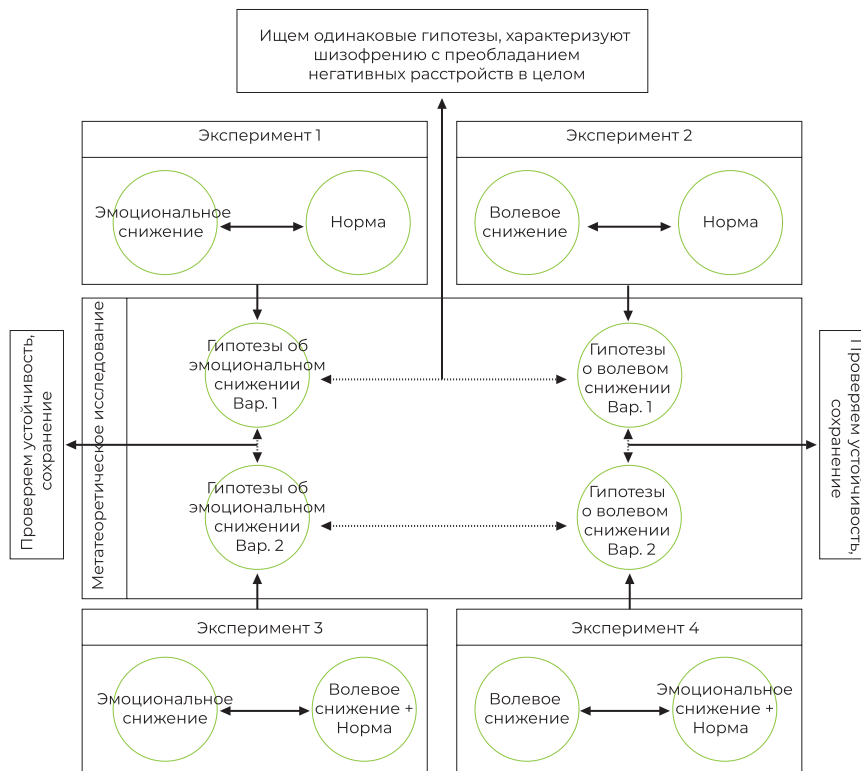 Ищем одинаковые гипотезы, характеризуют
шизофрению с преобладанием
негативных расстройств в целом
Эксперимент 1
Эмоциональное
снижение
Норма
Эксперимент 2
Волевое
снижение
Норма
Проверяем устойчивость,
сохранение
Метатеоретическое исследование
Гипотезы об
эмоциональном
снижении
Вар. 1
Гипотезы
о волевом
снижении
Вар. 1
Гипотезы об
эмоциональном
снижении
Вар. 2
Гипотезы
о волевом
снижении
Вар. 2
Проверяем устойчивость,
сохранение
Эксперимент 3
Эмоциональное
снижение
Волевое
снижение +
Норма
Эксперимент 4
Волевое
снижение
Эмоциональное
снижение +
Норма